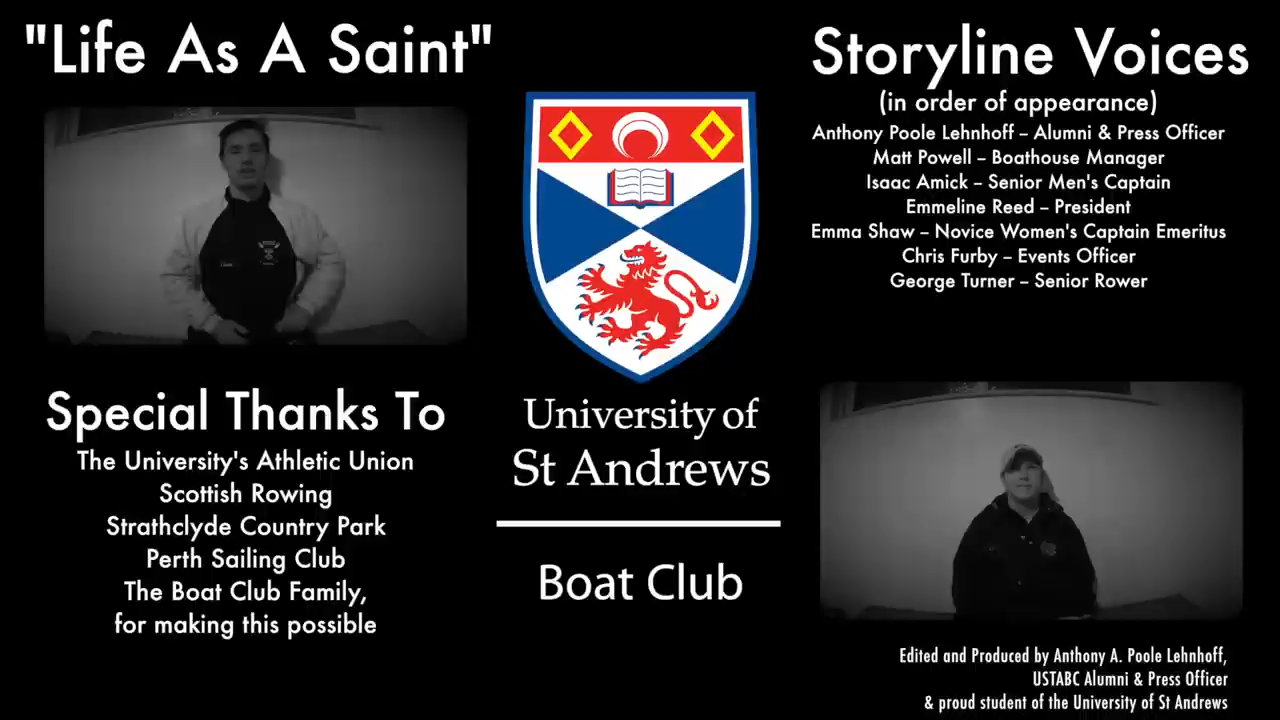 "Life As A Saint"
Special Thanks To
The University's Athletic Union
Scottish Rowing
Strathclyde Country Park
Perth Sailing Club
The Boat Club Family,
for making this possible
University of
St Andrews
Boat Club
Storyline Voices
(in order of appearance)
Anthony Poole Lehnhoff – Alumni & Press Officer
Matt Powell – Boathouse Manager
Isaac Amick – Senior Men's Captain
Emmeline Reed – President
Emma Shaw – Novice Women's Captain Emeritus
Chris Furby – Events Officer
George Turner – Senior Rower
Edited and Produced by Anthony A. Poole Lehnhoff,
USTABC Alumni & Press Officer
& proud student of the University of St Andrews